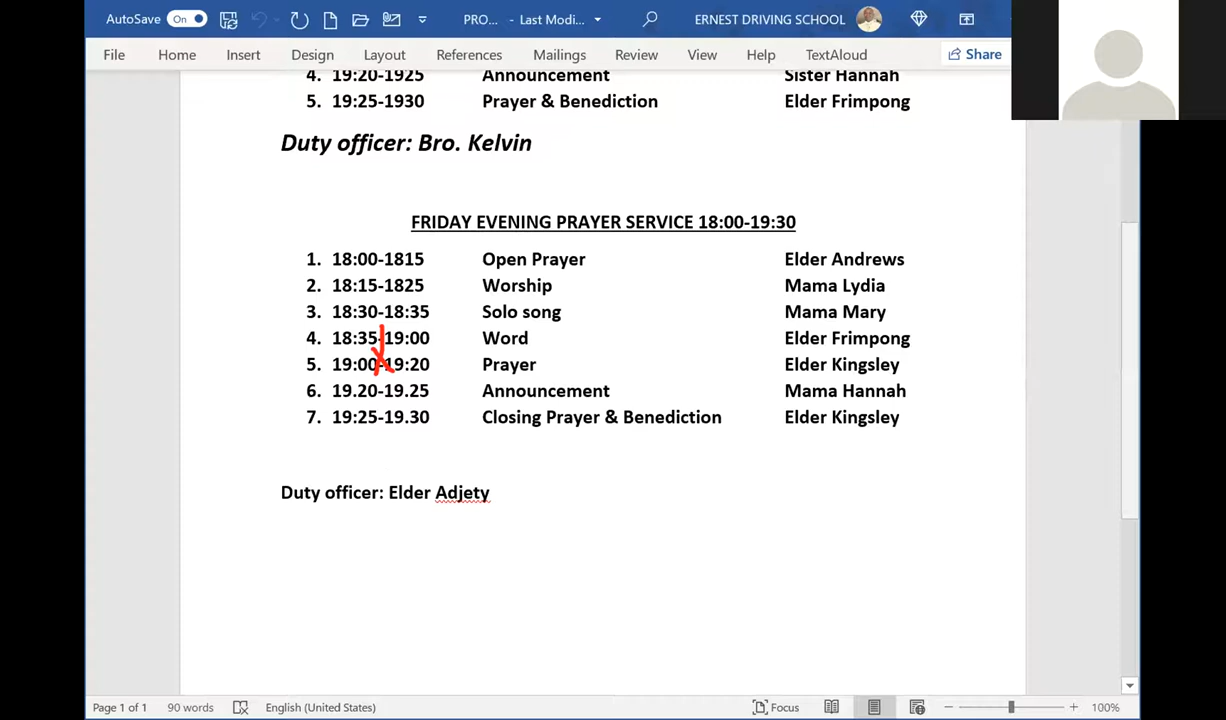 AutoSave On PRO... - Last Modi... ERNEST DRIVING SCHOOL
File Home Insert Design Layout References Mailings Review View Help TextAloud Share
4. 19:20-1925 Announcement Sister Hannah
5. 19:25-1930 Prayer & Benediction Elder Frimpong
Duty officer: Bro. Kelvin
FRIDAY EVENING PRAYER SERVICE 18:00-19:30
1. 18:00-1815 Open Prayer Elder Andrews
2. 18:15-1825 Worship Mama Lydia
3. 18:30-18:35 Solo song Mama Mary
4. 18:35-19:00 Word Elder Frimpong
5. 19:00-19:20 Prayer Elder Kingsley
6. 19.20-19.25 Announcement Mama Hannah
7. 19:25-19.30 Closing Prayer & Benediction Elder Kingsley
Duty officer: Elder Adjety
Page 1 of 1 90 words English (United States) Focus 100%